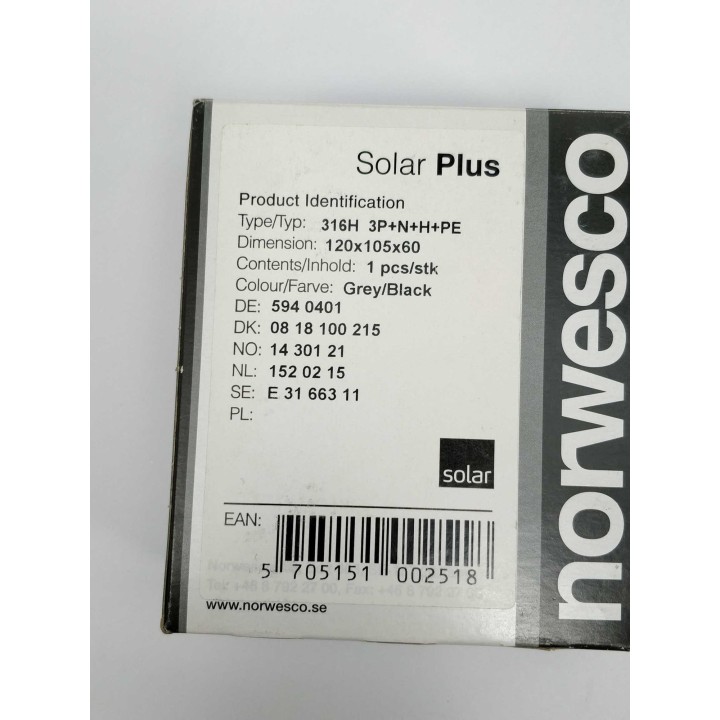 Solar Plus
Product Identification
Type/Typ: 316H 3P+N+H+PE
Dimension: 120x105x60
Contents/Inhold: 1 pcs/stk
Colour/Farve: Grey/Black
DE: 594 0401
DK: 08 18 100 215
NO: 14 301 21
NL: 152 02 15
SE: E 31 663 11
PL:
solar
EAN:
5 705151 002518
www.norwesco.se
norwesco